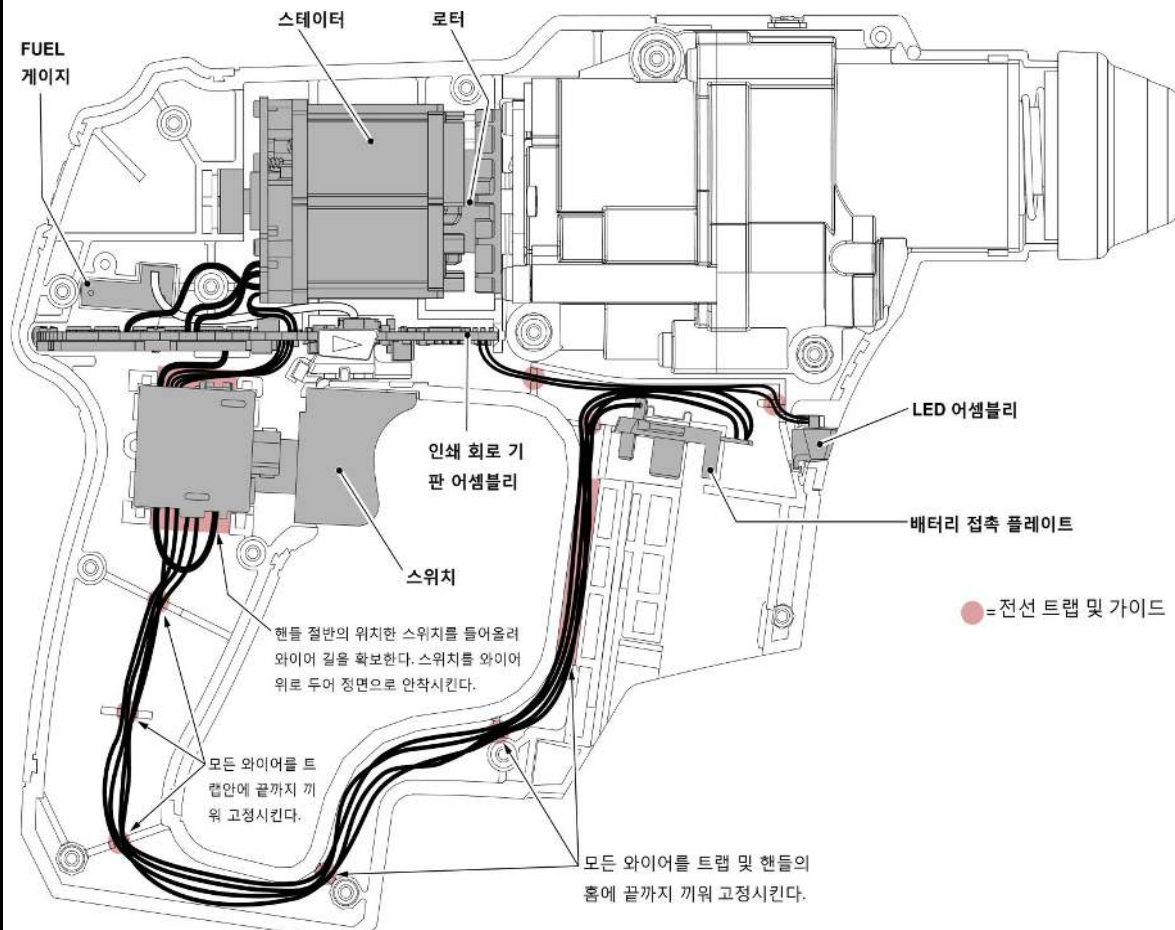 스테이터
로터
FUEL
게이지
LED 어셈블리
인쇄 회로 기
판 어셈블리
배터리 접촉 플레이트
스위치
=전선 트랩 및 가이드
핸들 절반의 위치한 스위치를 들어올려
와이어 길을 확보한다. 스위치를 와이어
위로 두어 정면으로 안착시킨다.
모든 와이어를 트
랩안에 끝까지 끼
워 고정시킨다.
모든 와이어를 트랩 및 핸들의
홈에 끝까지 끼워 고정시킨다.